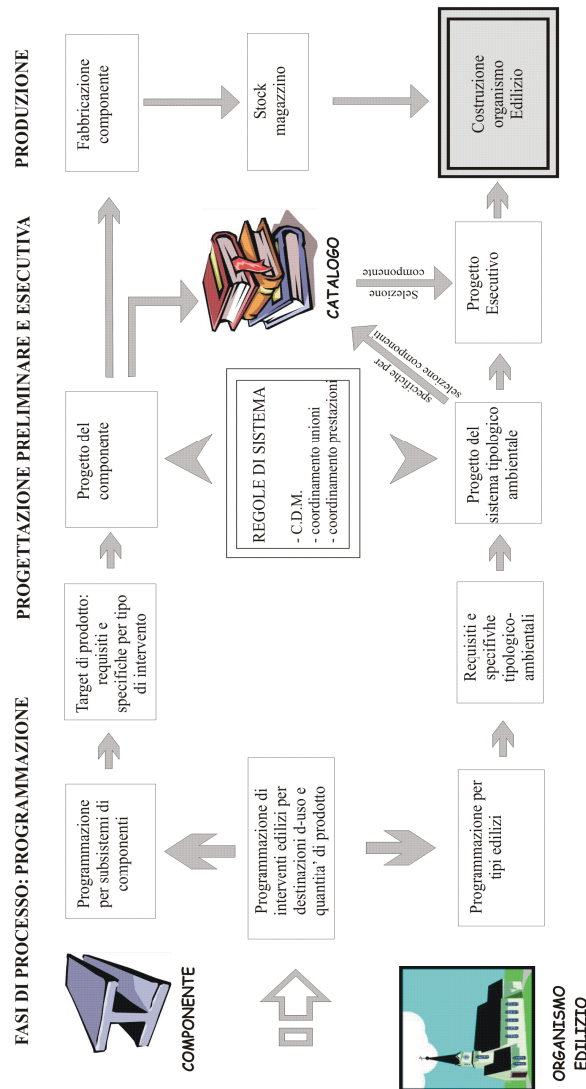 FASI DI PROCESSO: PROGRAMMAZIONE
PROGETTAZIONE PRELIMINARE E ESECUTIVA
PRODUZIONE
COMPONENTE
Programmazione
per subsistemi di
componenti
Target di prodotto:
requisiti e
specifiche per tipo
di intervento
Progetto del
componente
Fabbricazione
componente
Programmazione di
interventi edilizi per
destinazioni d-uso e
quantita' di prodotto
REGOLE DI SISTEMA
- C.D.M.
- coordinamento unioni
- coordinamento prestazioni
CATALOGO
Stock
magazzino
specifiche per
selezione componenti
Selezione
componente
ORGANISMO
EDILIZIO
Programmazione per
tipi edilizi
Requisiti e
specifivhe
tipologico-
ambientali
Progetto del
sistema tipologico
ambientale
Progetto
Esecutivo
Costruzione
organismo
Edilizio